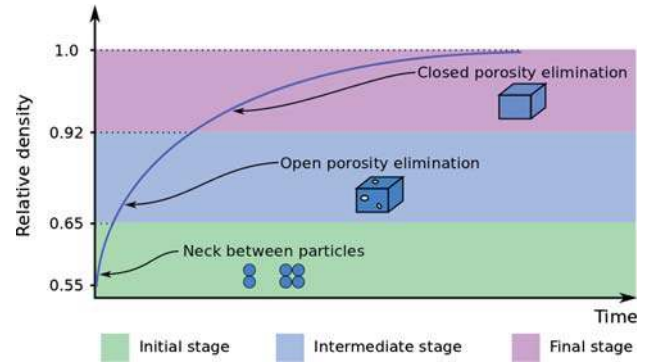 1.0
Closed porosity elimination
0.92
Open porosity elimination
0.65
Neck between particles
0.55
Relative density
Time
Initial stage
Intermediate stage
Final stage